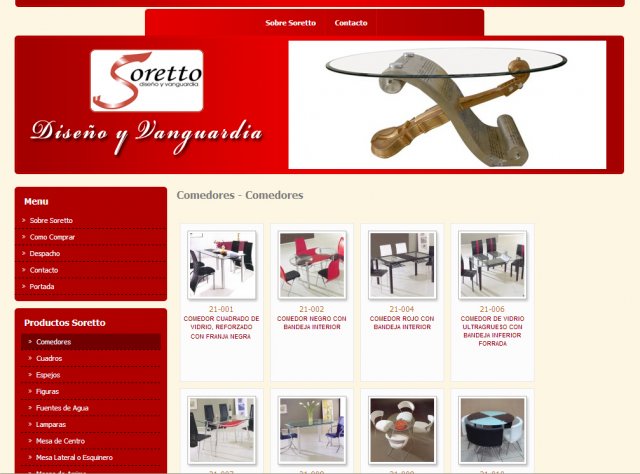 Sobre Soretto Contacto
Soretto
diseño y vanguardia
Diseño y Vanguardia
Menu
» Sobre Soretto
» Como Comprar
» Despacho
» Contacto
» Portada
Productos Soretto
» Comedores
» Cuadros
» Espejos
» Figuras
» Fuentes de Agua
» Lamparas
» Mesa de Centro
» Mesa Lateral o Esquinero
Comedores - Comedores
21-001
COMEDOR CUADRADO DE
VIDRIO, REFORZADO
CON FRANJA NEGRA
21-002
COMEDOR NEGRO CON
BANDEJA INTERIOR
21-004
COMEDOR ROJO CON
BANDEJA INTERIOR
21-006
COMEDOR DE VIDRIO
ULTRAGRUESO CON
BANDEJA INFERIOR
FORRADA